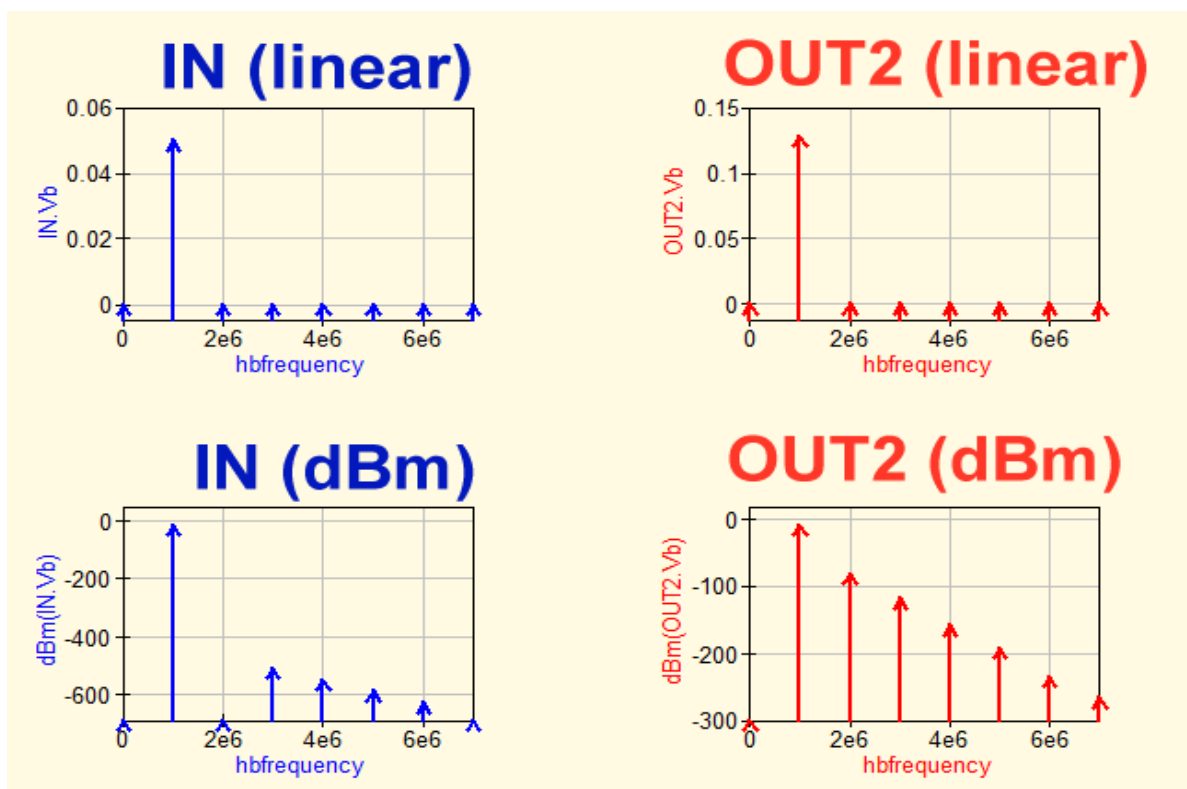 IN (linear)
0.06
0.04
0.02
0
IN.Vb
0
2e6
4e6
6e6
hbfrequency
OUT2 (linear)
0.15
0.1
0.05
0
OUT2.Vb
0
2e6
4e6
6e6
hbfrequency
IN (dBm)
0
-200
-400
-600
dBm(IN.Vb)
0
2e6
4e6
6e6
hbfrequency
OUT2 (dBm)
0
-100
-200
-300
dBm(OUT2.Vb)
0
2e6
4e6
6e6
hbfrequency